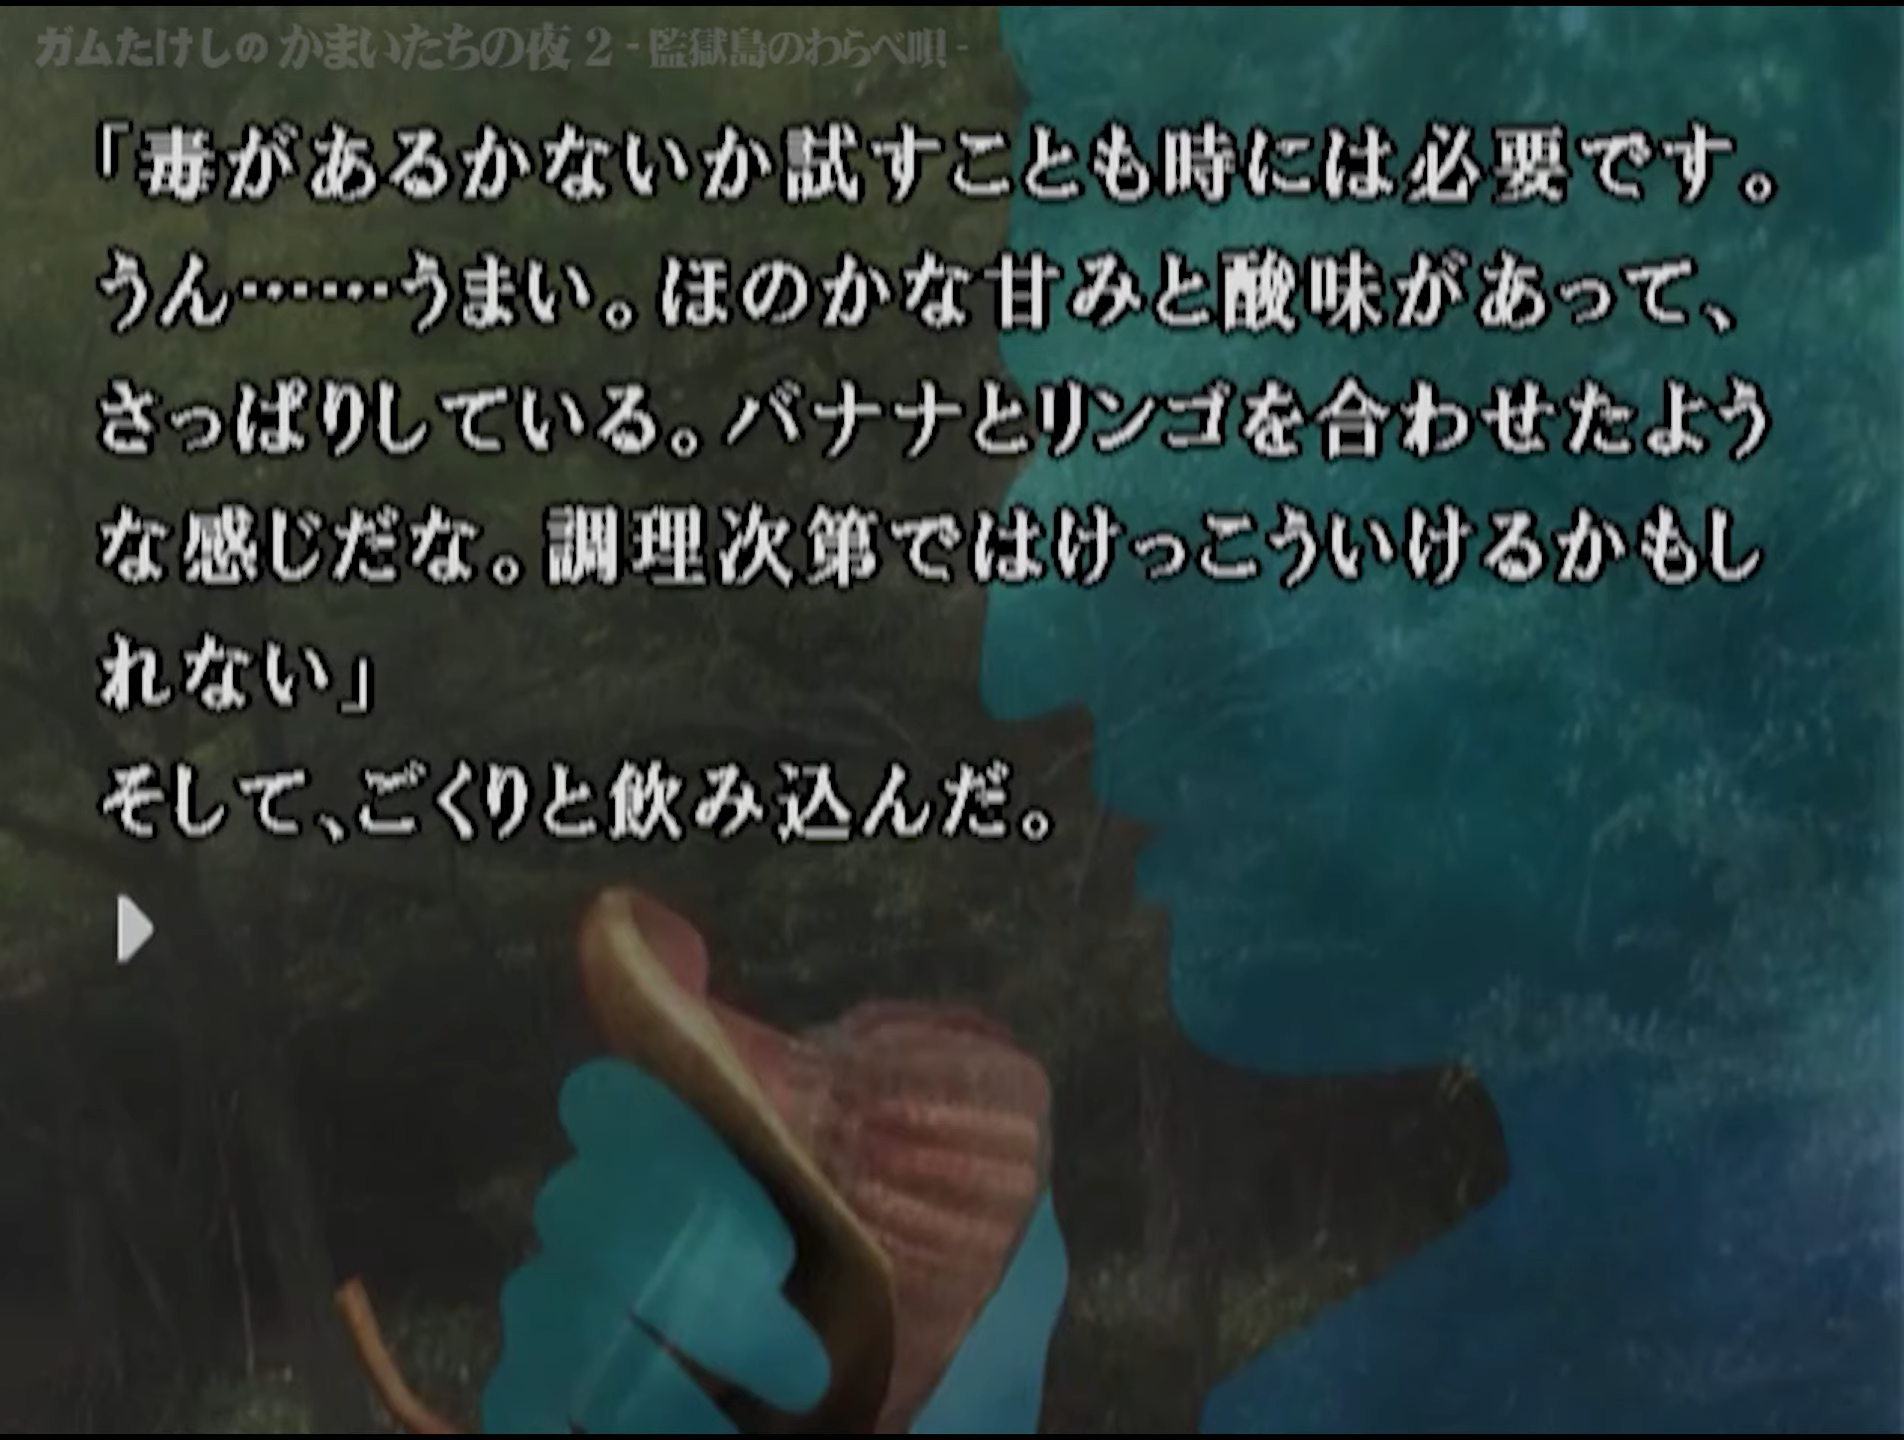 ガムたけしの かまいたちの夜 2 - 監獄島のわらべ唄 -
「毒があるかないか試すことも時には必要です。
うん……うまい。ほのかな甘みと酸味があって、
さっぱりしている。バナナとリンゴを合わせたよう
な感じだな。調理次第ではけっこういけるかもし
れない」
そして、ごくりと飲み込んだ。